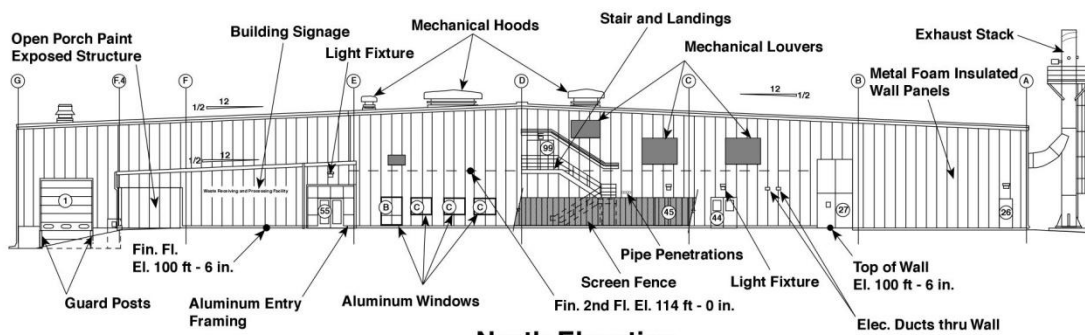 Mechanical Hoods
Stair and Landings
Open Porch Paint
Exposed Structure
Building Signage
Light Fixture
Mechanical Louvers
Exhaust Stack
Metal Foam Insulated
Wall Panels
G
F.4
F
E
D
C
B
A
12
1/2
12
1/2
12
1/2
99
1
Waste Receiving and Processing Facility
55
B
C
C
C
45
44
27
26
Fin. Fl.
El. 100 ft - 6 in.
Guard Posts
Aluminum Entry
Framing
Aluminum Windows
Fin. 2nd Fl. El. 114 ft - 0 in.
Screen Fence
Pipe Penetrations
Light Fixture
Top of Wall
El. 100 ft - 6 in.
Elec. Ducts thru Wall